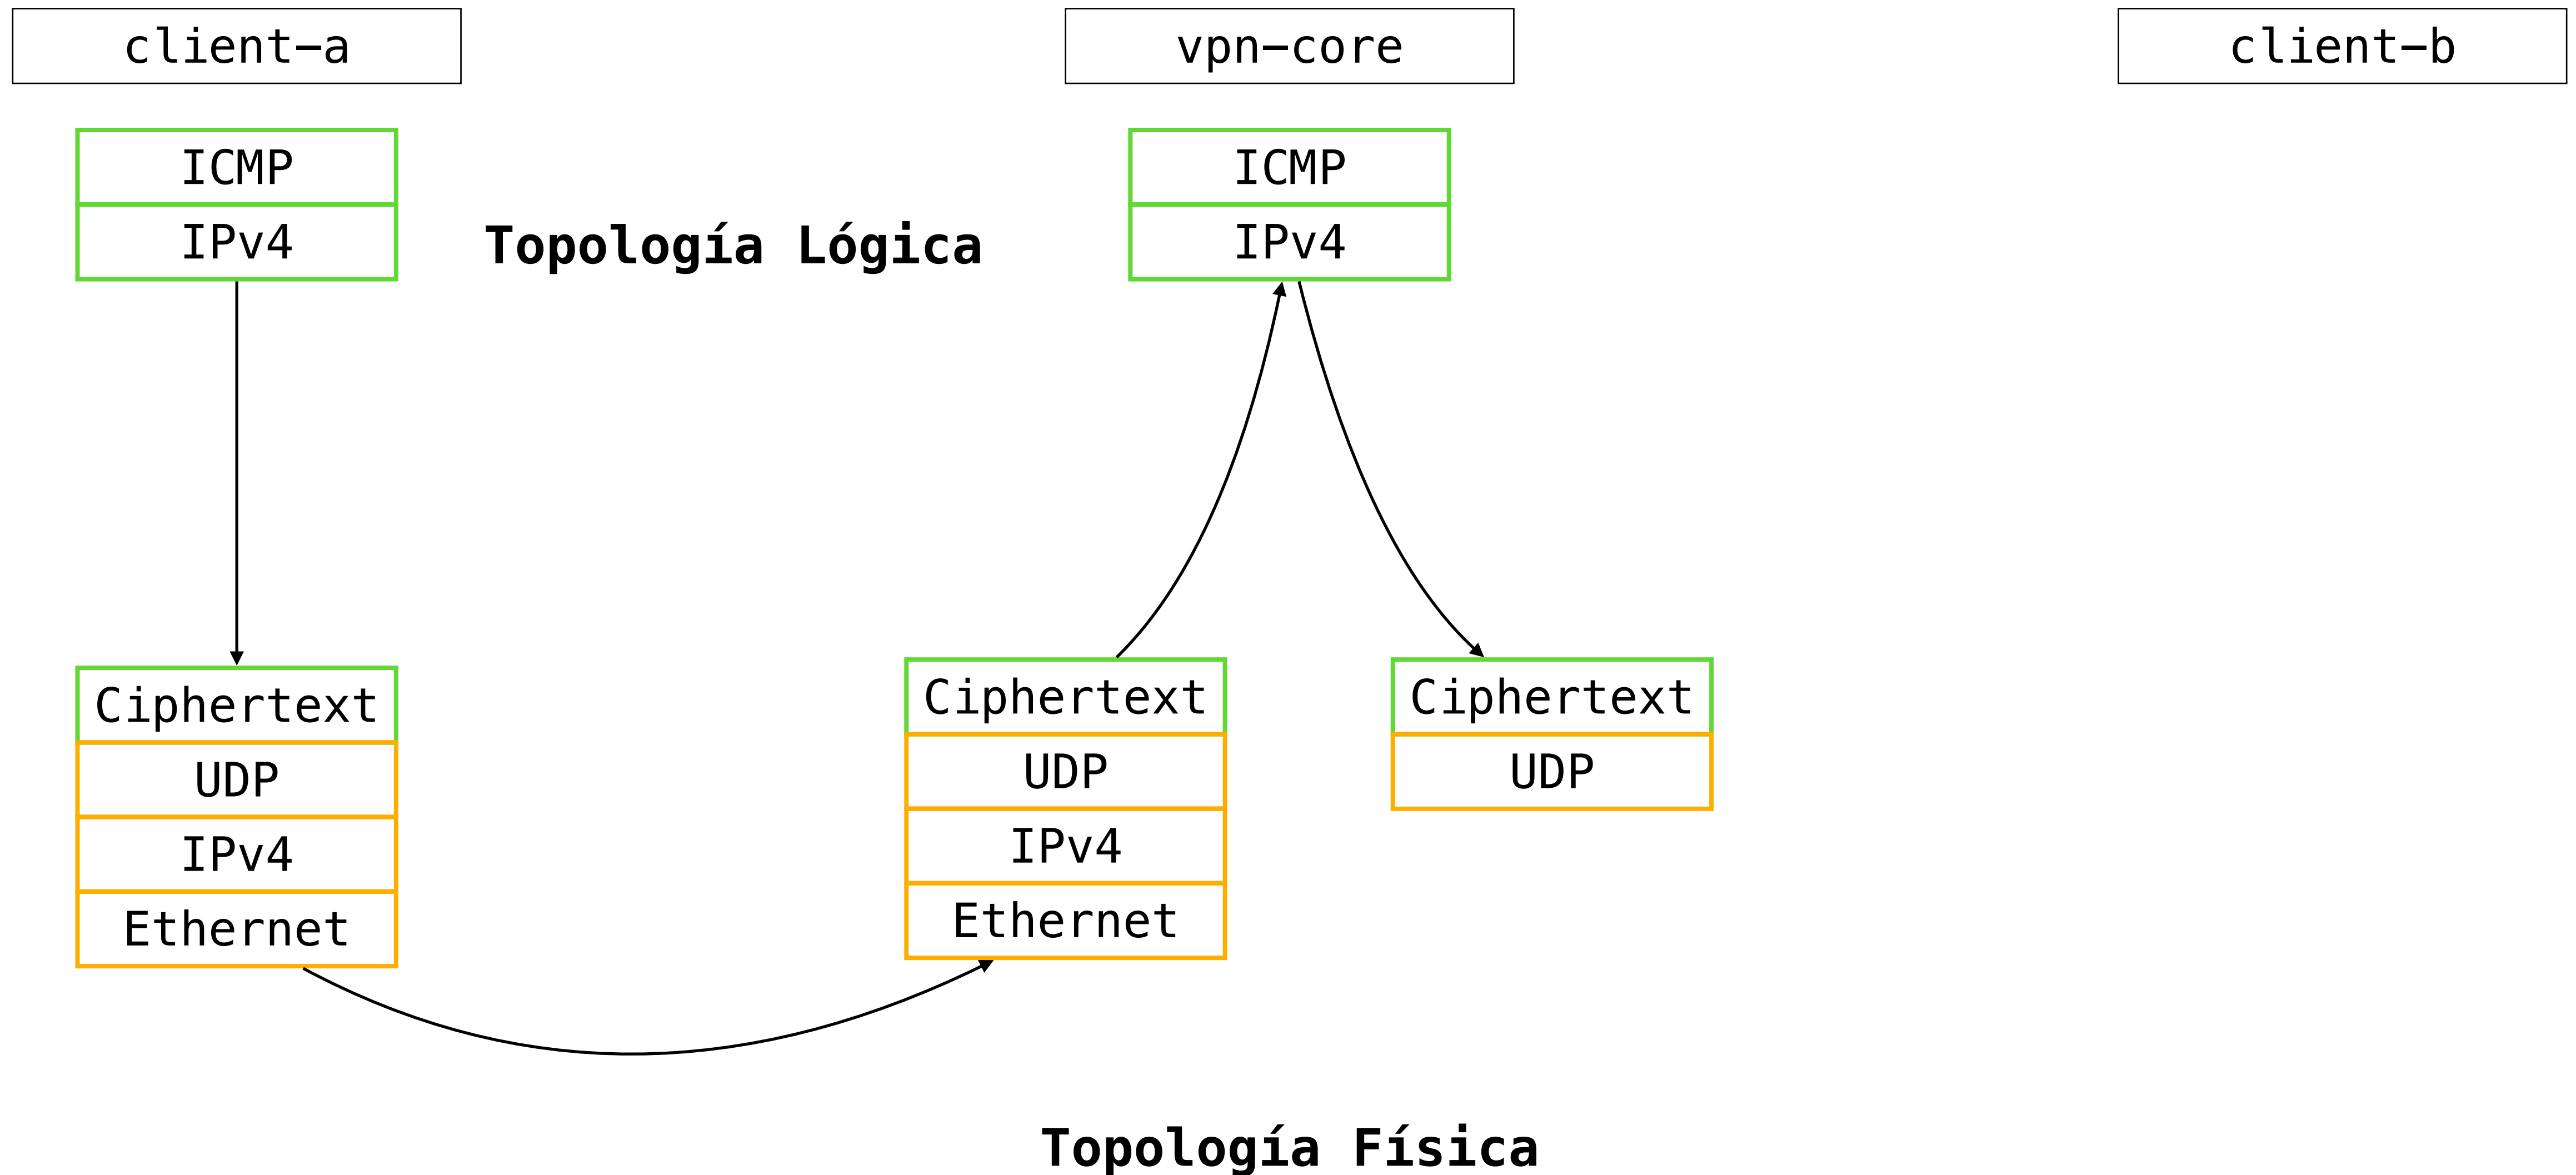 client-a
vpn-core
client-b
ICMP
IPv4
Topología Lógica
ICMP
IPv4
Ciphertext
UDP
IPv4
Ethernet
Ciphertext
UDP
IPv4
Ethernet
Ciphertext
UDP
Topología Física